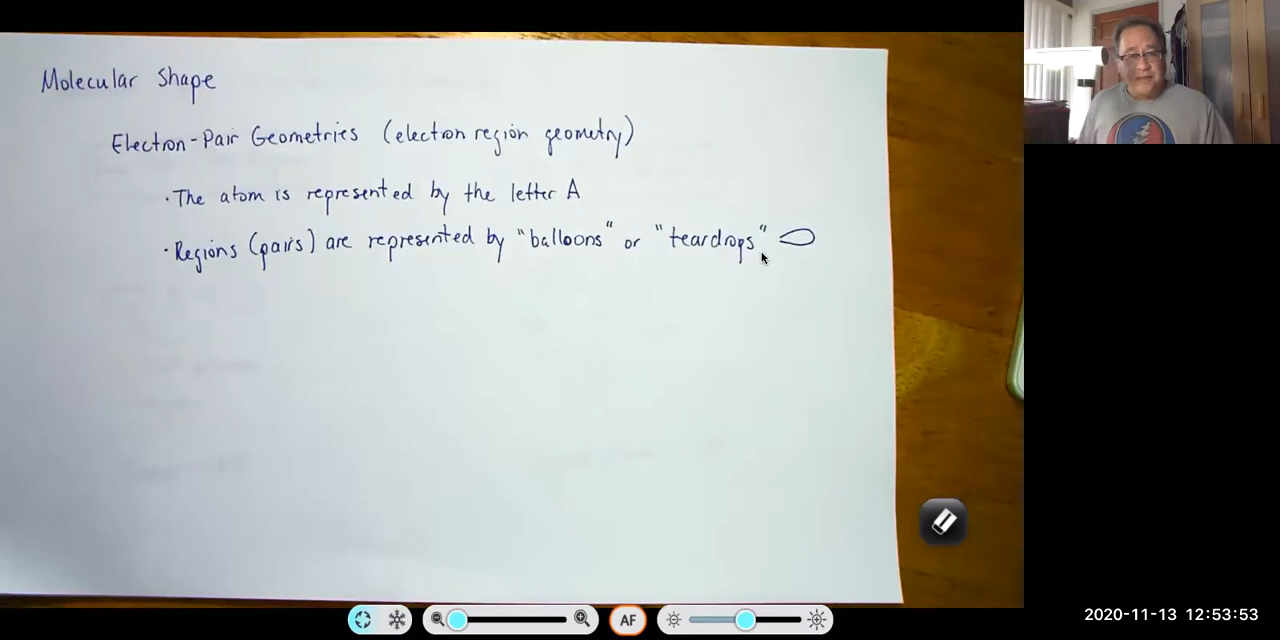 Molecular Shape
Electron-Pair Geometries (electron region geometry)
• The atom is represented by the letter A
• Regions (pairs) are represented by "balloons" or "teardrops"
AF
2020-11-13 12:53:53